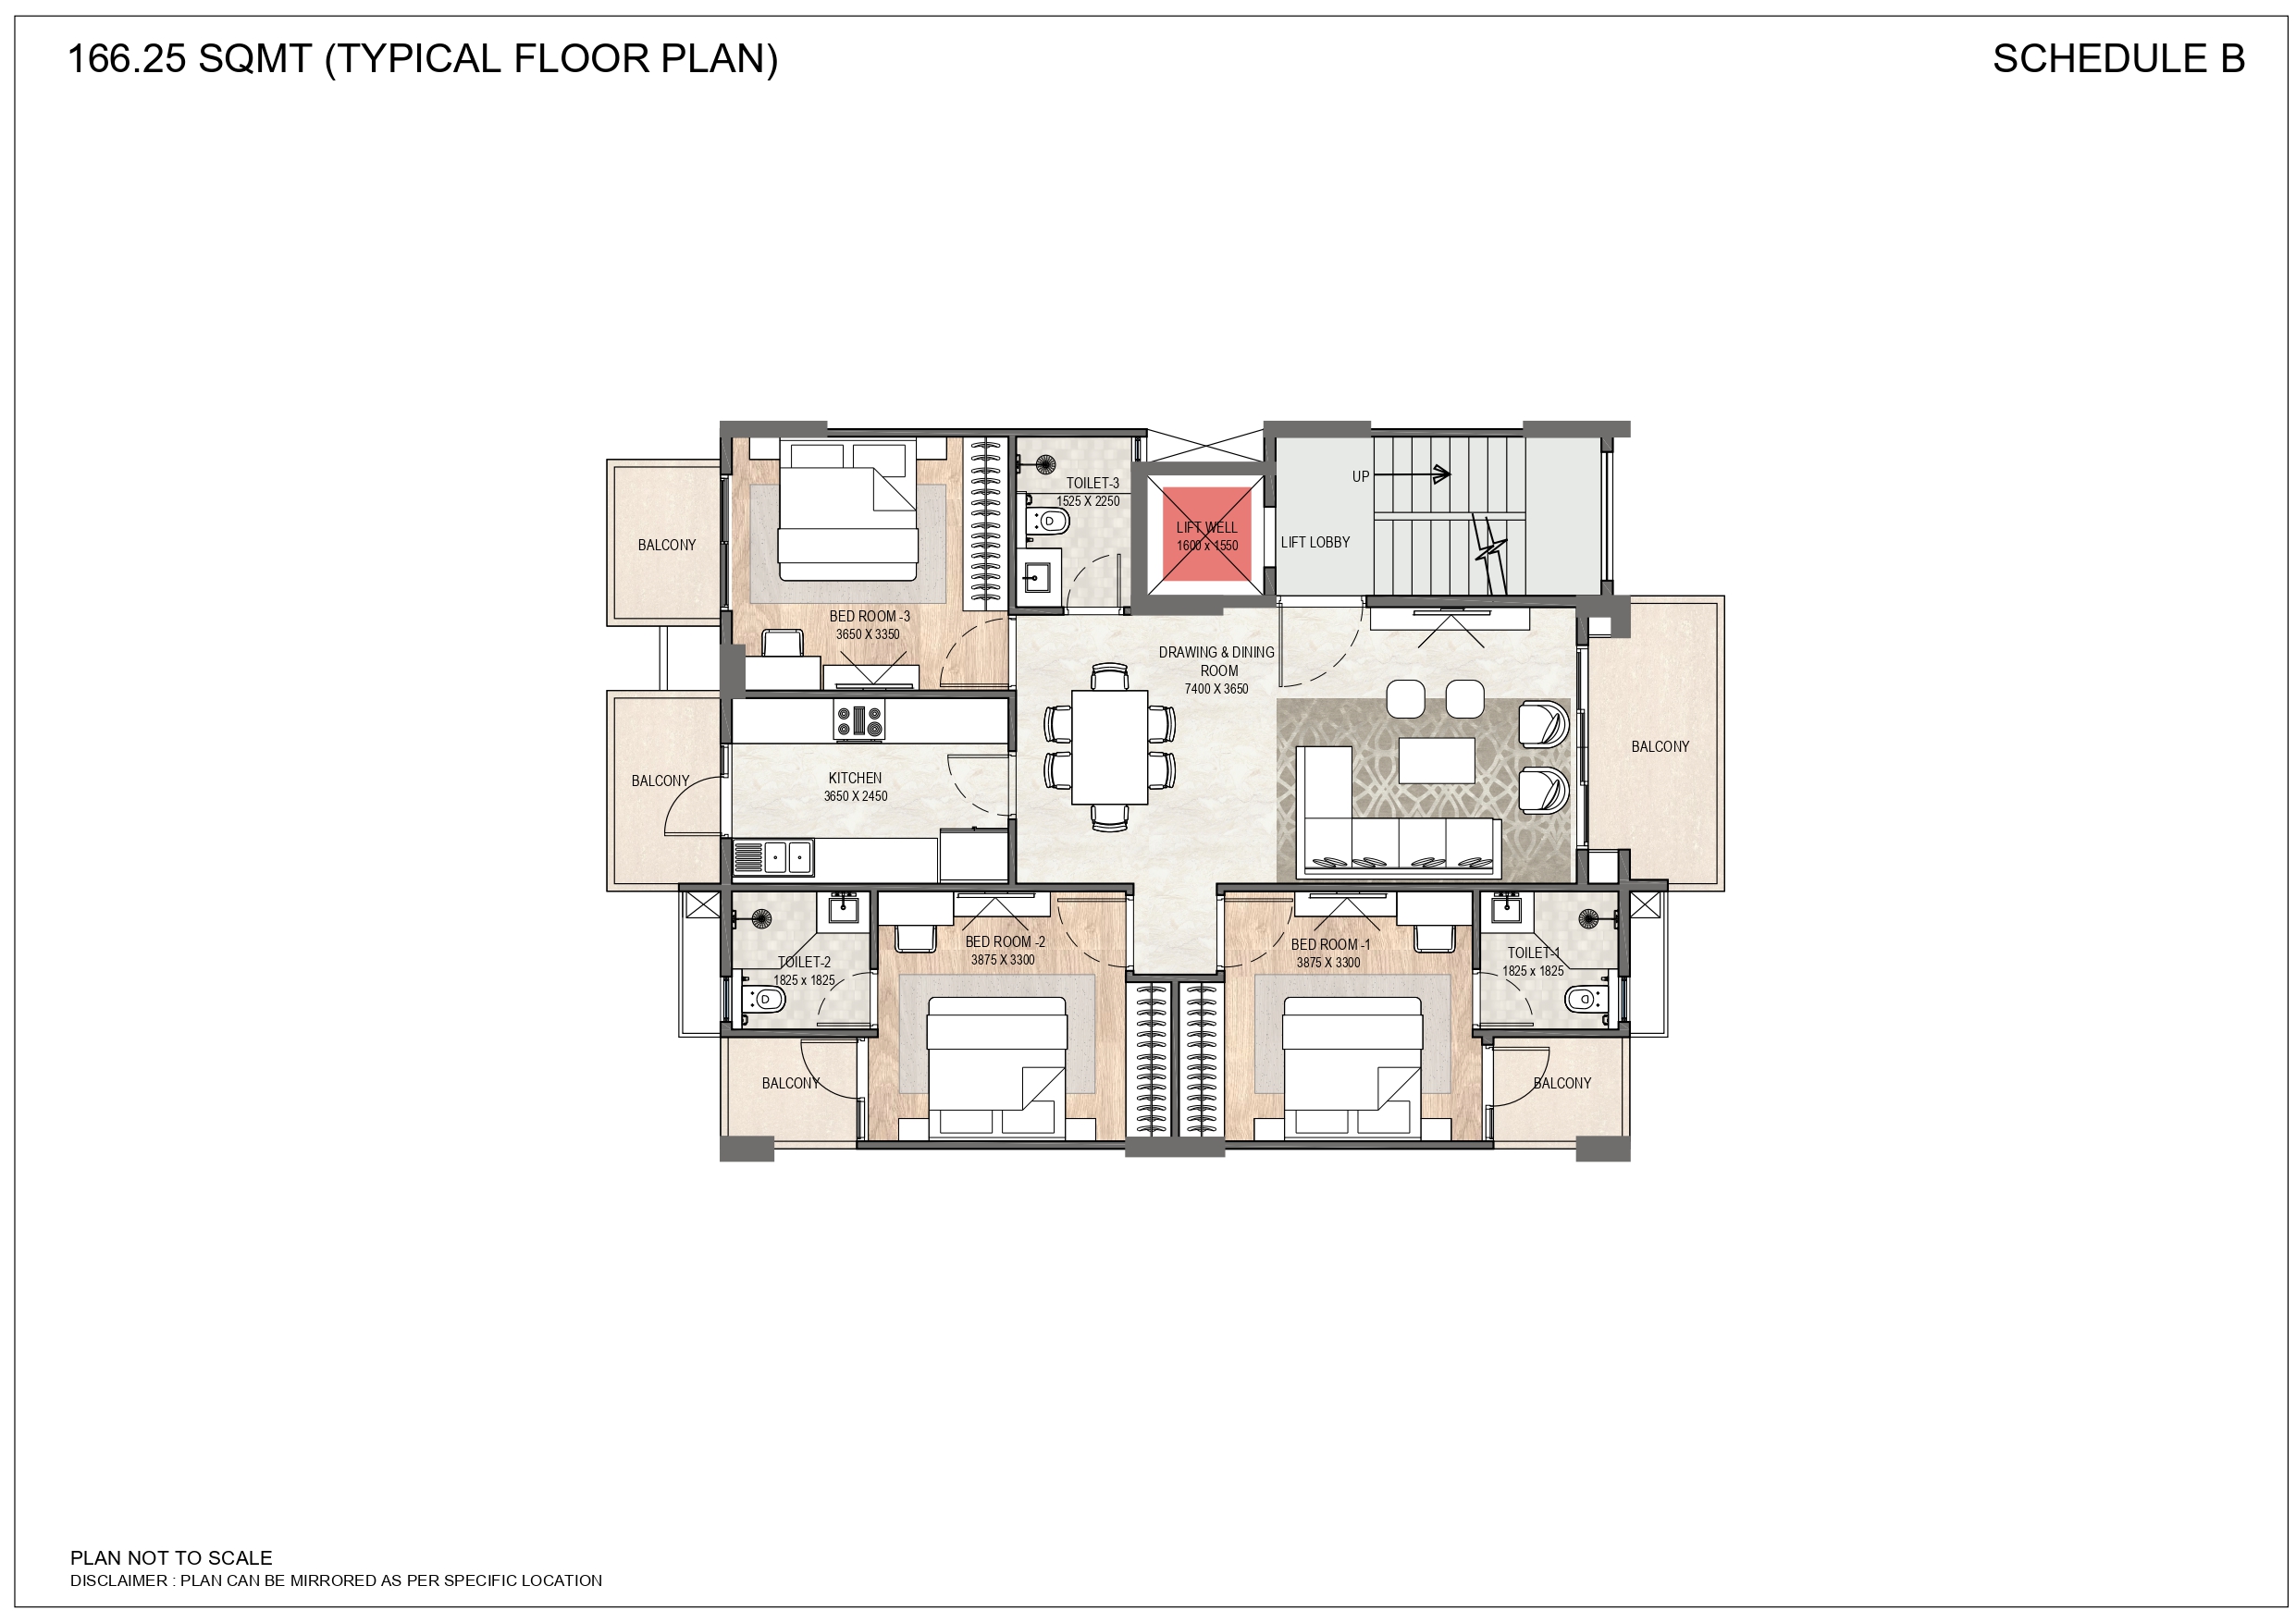 166.25 SQMT (TYPICAL FLOOR PLAN)
SCHEDULE B
UP
TOILET-3
1525 X 2250
LIFT WELL
1600 x 1550
LIFT LOBBY
BALCONY
BED ROOM -3
3650 X 3350
DRAWING & DINING
ROOM
7400 X 3650
BALCONY
BALCONY
KITCHEN
3650 X 2450
BED ROOM -2
3875 X 3300
BED ROOM -1
3875 X 3300
TOILET-2
1825 x 1825
TOILET-1
1825 x 1825
BALCONY
BALCONY
PLAN NOT TO SCALE
DISCLAIMER : PLAN CAN BE MIRRORED AS PER SPECIFIC LOCATION